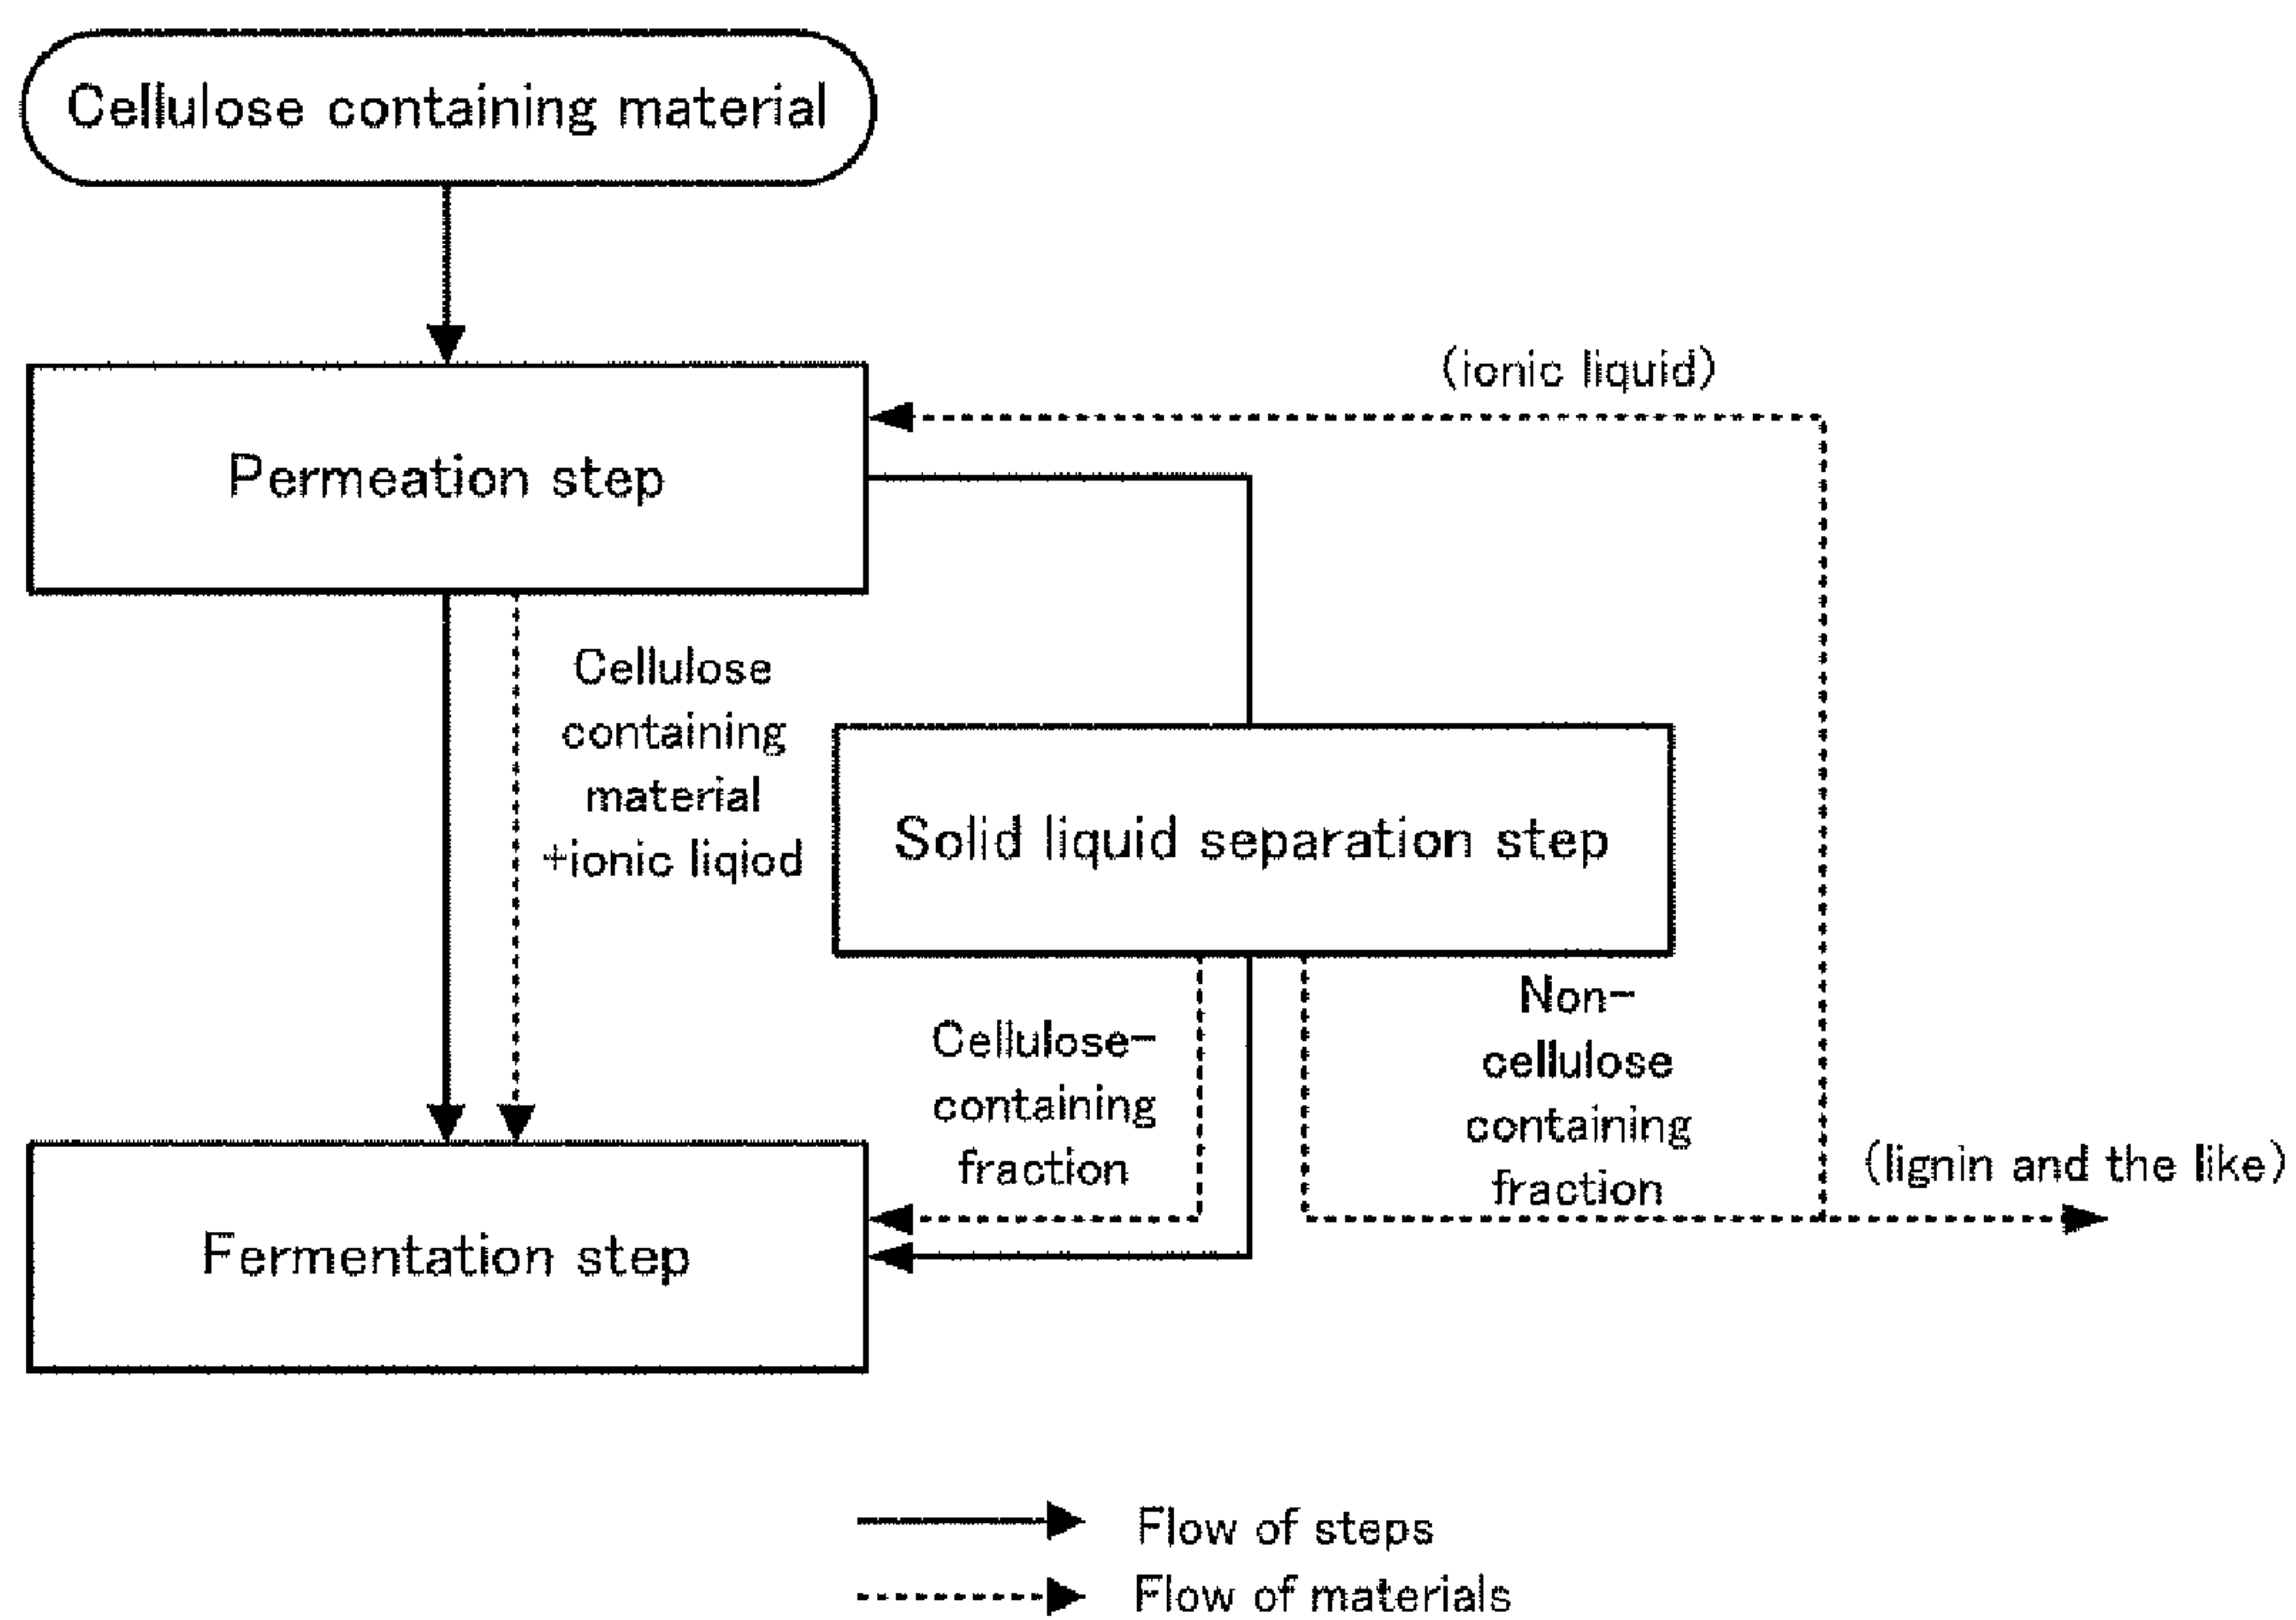 Cellulose containing material
(ionic liquid)
Permeation step
Cellulose
containing
material
+ionic liqiod
Solid liquid separation step
Cellulose-
containing
fraction
Non-
cellulose
containing
fraction
(lignin and the like)
Fermentation step
Flow of steps
Flow of materials